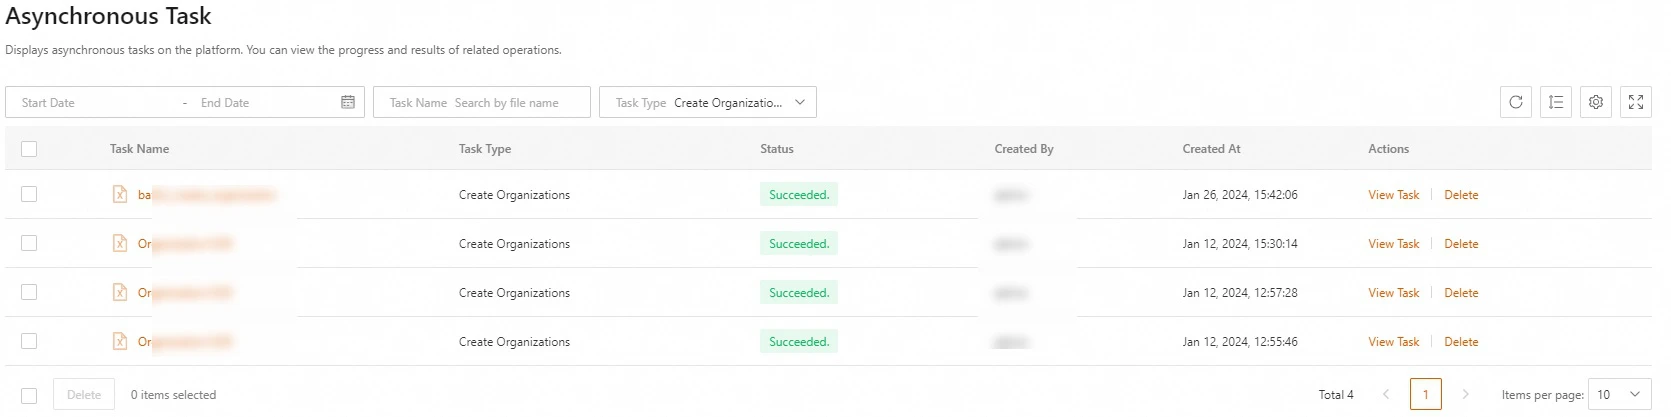 Asynchronous Task
Displays asynchronous tasks on the platform. You can view the progress and results of related operations.
Start Date - End Date Task Name Search by file name Task Type Create Organizatio...
Task Name Task Type Status Created By Created At Actions
Create Organizations Succeeded. Jan 26, 2024, 15:42:06 View Task Delete
Create Organizations Succeeded. Jan 12, 2024, 15:30:14 View Task Delete
Create Organizations Succeeded. Jan 12, 2024, 12:57:28 View Task Delete
Create Organizations Succeeded. Jan 12, 2024, 12:55:46 View Task Delete
Delete 0 items selected Total 4 1 Items per page: 10